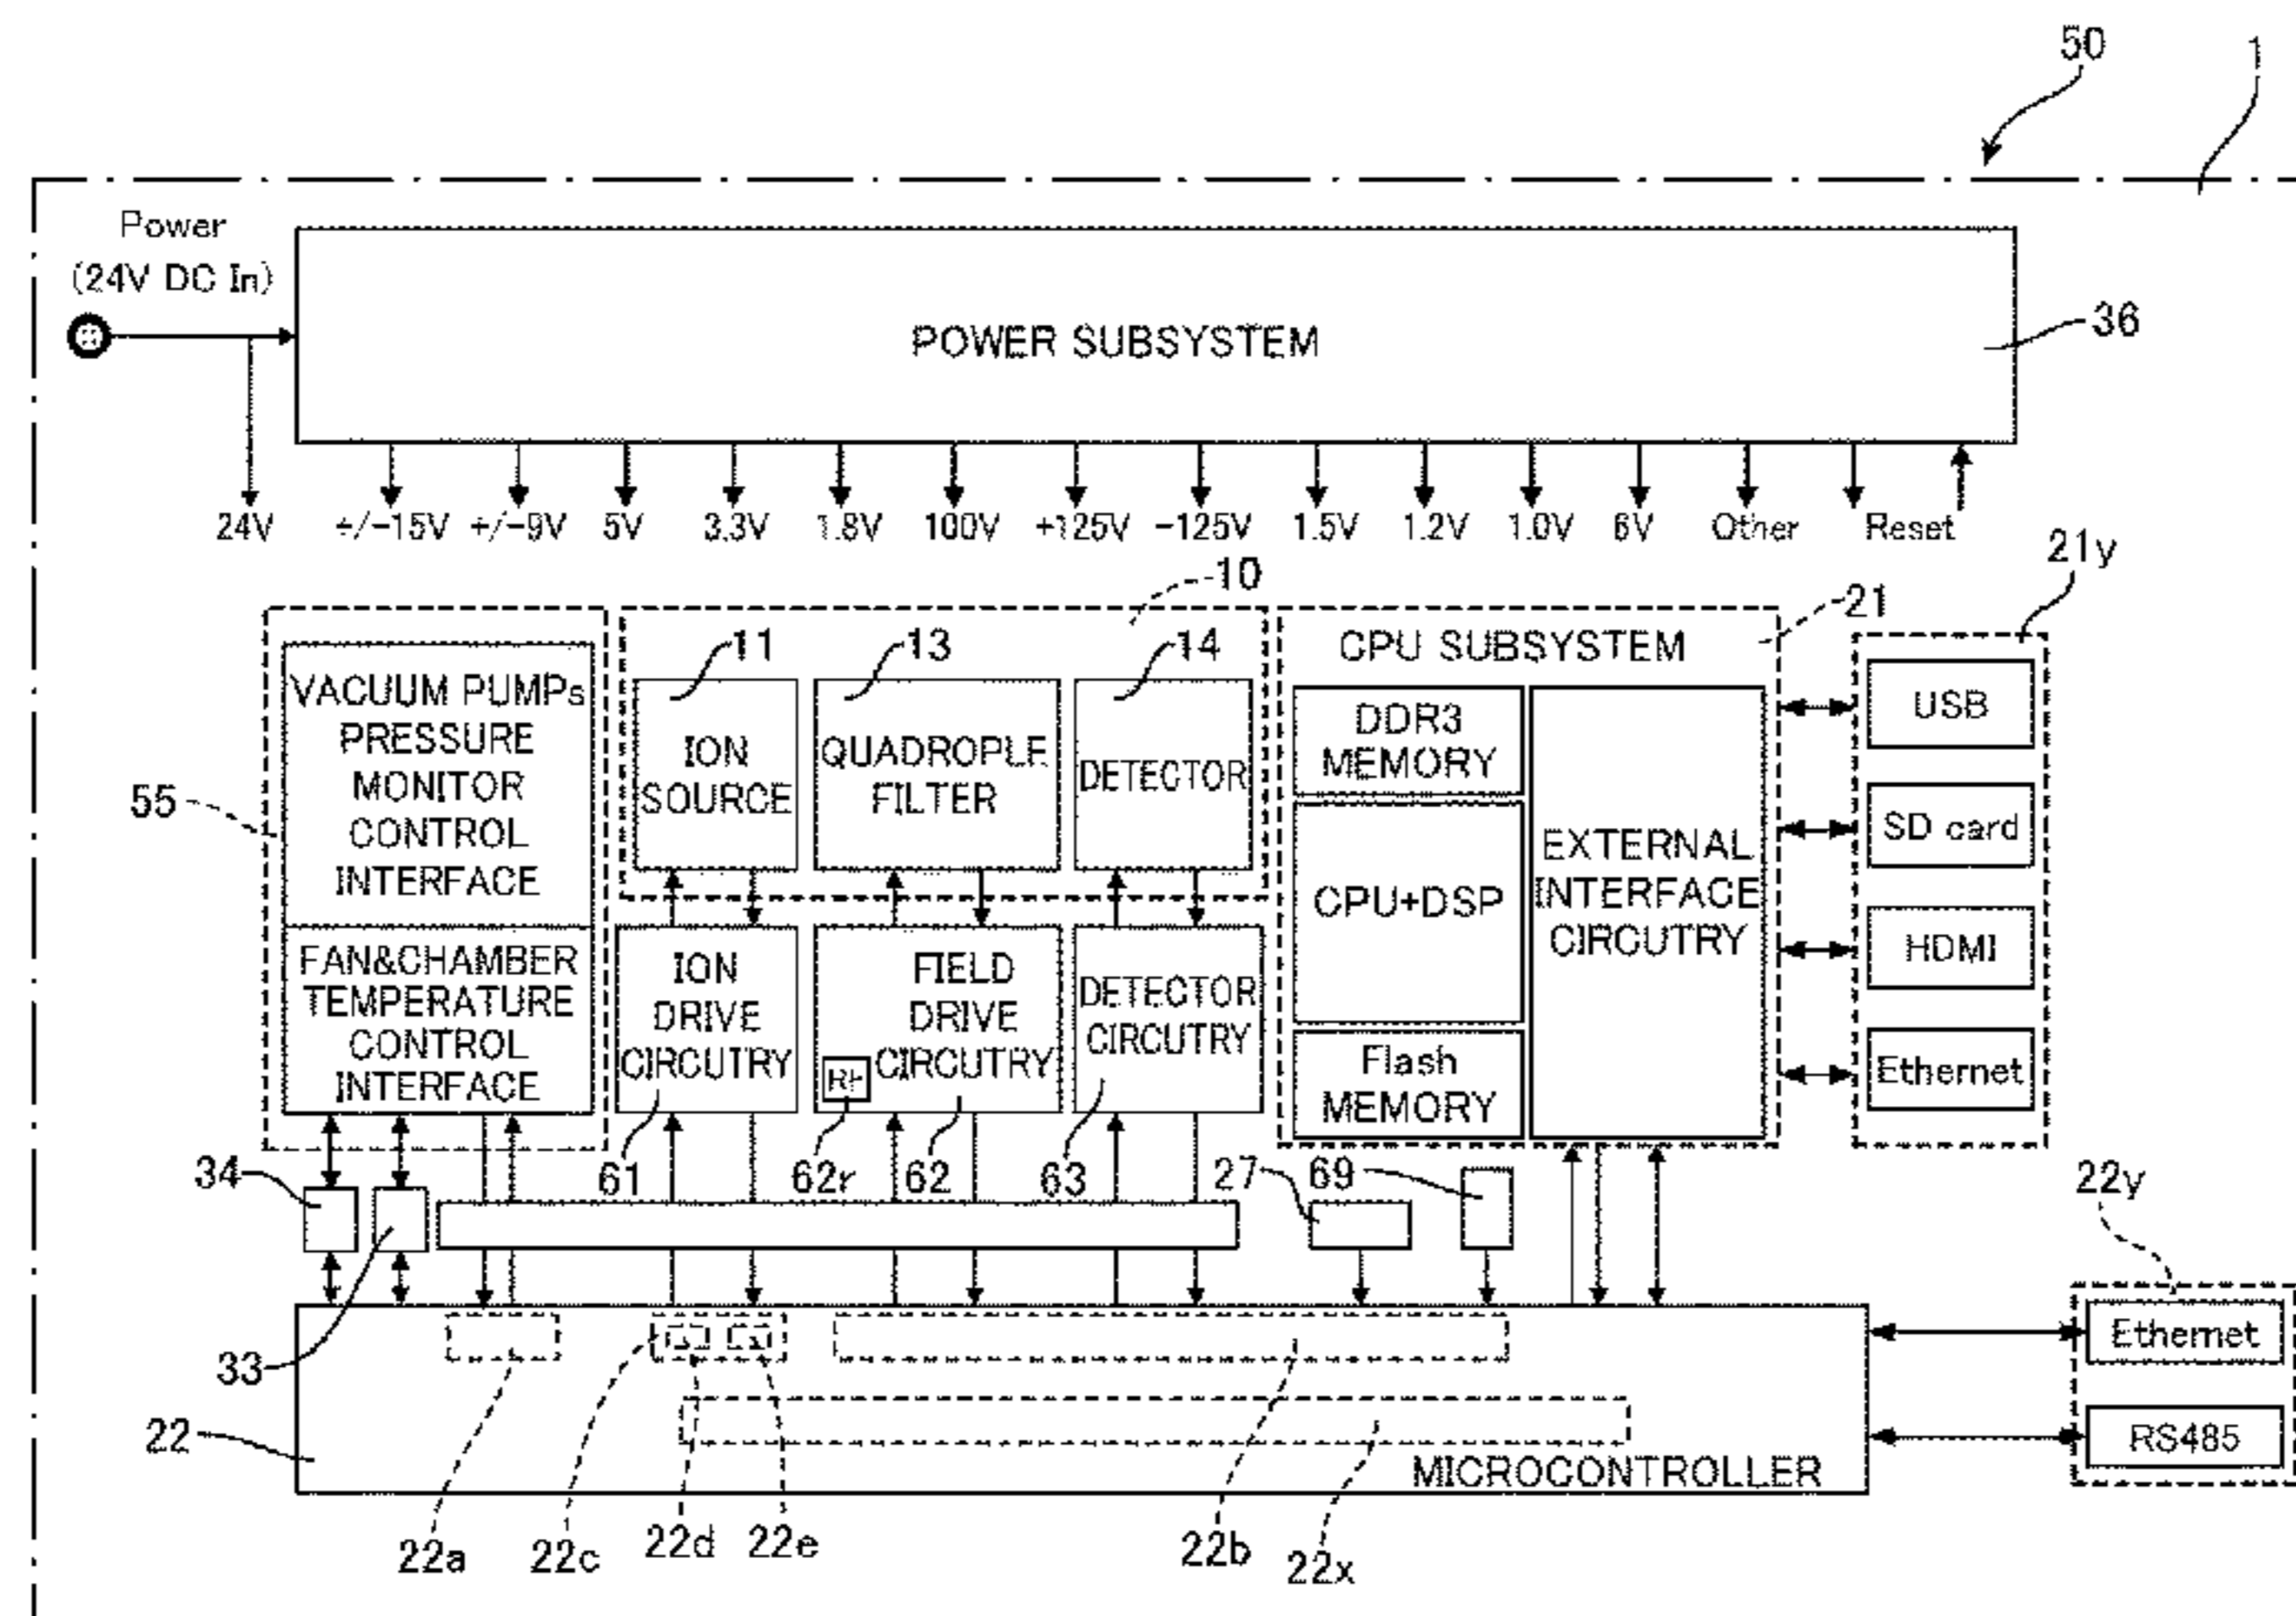 50
1
Power
(24V DC In)
POWER SUBSYSTEM
36
24V
+/-15V
+/-9V
5V
3.3V
1.8V
100V
+125V
-125V
1.5V
1.2V
1.0V
6V
Other
Reset
10
21
21y
55
VACUUM PUMPs
PRESSURE
MONITOR
CONTROL
INTERFACE
FAN&CHAMBER
TEMPERATURE
CONTROL
INTERFACE
11
ION
SOURCE
13
QUADROPLE
FILTER
14
DETECTOR
ION
DRIVE
CIRCUTRY
61
FIELD
DRIVE
CIRCUTRY
RF
62r
62
DETECTOR
CIRCUTRY
63
CPU SUBSYSTEM
DDR3
MEMORY
CPU+DSP
Flash
MEMORY
EXTERNAL
INTERFACE
CIRCUTRY
USB
SD card
HDMI
Ethernet
34
33
27
69
22y
Ethernet
RS485
22
MICROCONTROLLER
22a
22c
22d
22e
22b
22x